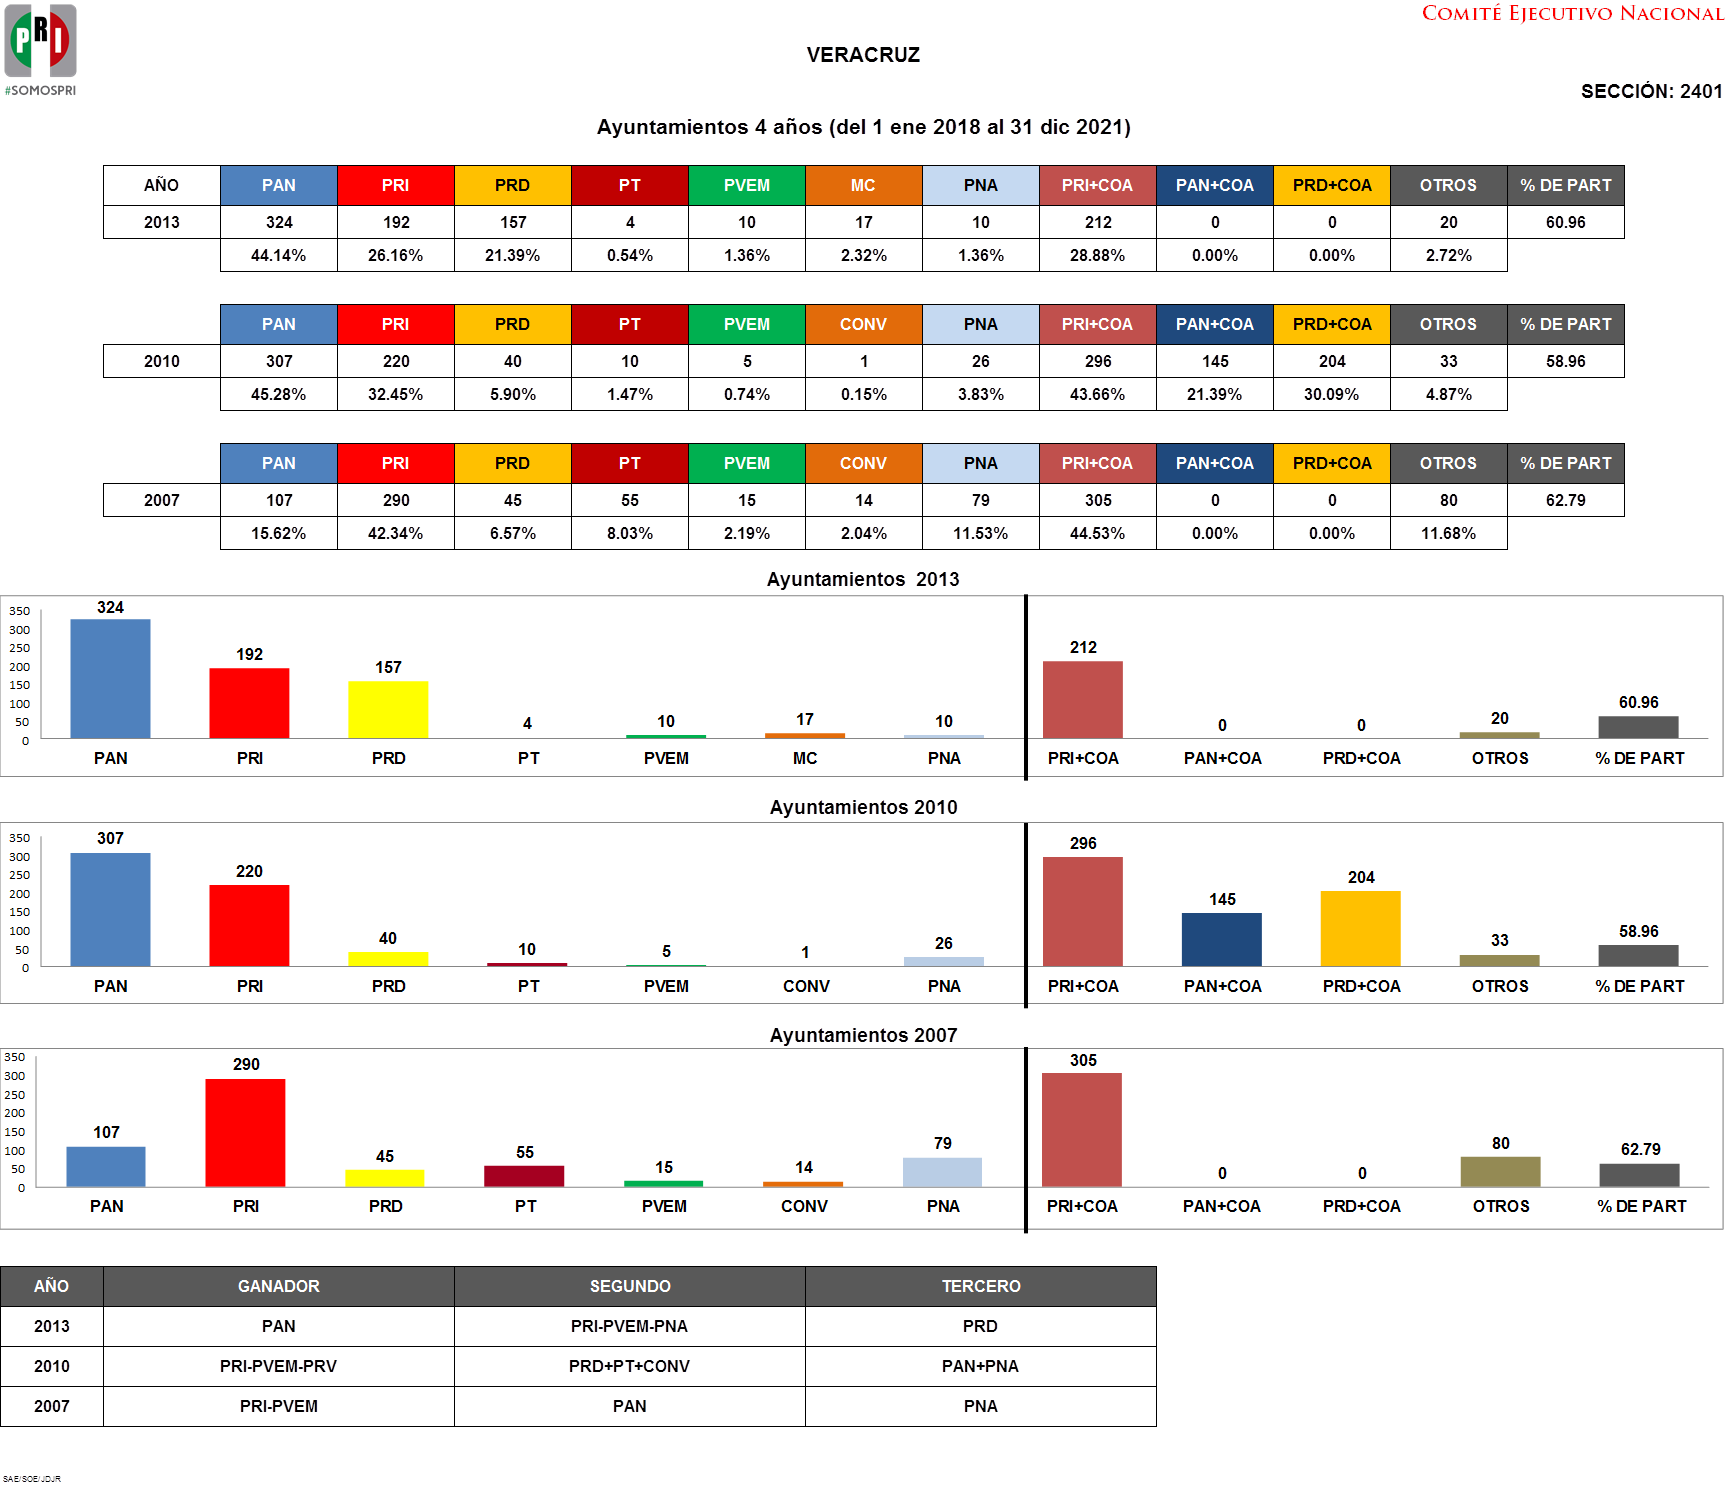 PRI
#SOMOSPRI
COMITÉ EJECUTIVO NACIONAL
VERACRUZ
SECCIÓN: 2401
Ayuntamientos 4 años (del 1 ene 2018 al 31 dic 2021)
AÑO PAN PRI PRD PT PVEM MC PNA PRI+COA PAN+COA PRD+COA OTROS % DE PART
2013 324 192 157 4 10 17 10 212 0 0 20 60.96
44.14% 26.16% 21.39% 0.54% 1.36% 2.32% 1.36% 28.88% 0.00% 0.00% 2.72%
PAN PRI PRD PT PVEM CONV PNA PRI+COA PAN+COA PRD+COA OTROS % DE PART
2010 307 220 40 10 5 1 26 296 145 204 33 58.96
45.28% 32.45% 5.90% 1.47% 0.74% 0.15% 3.83% 43.66% 21.39% 30.09% 4.87%
PAN PRI PRD PT PVEM CONV PNA PRI+COA PAN+COA PRD+COA OTROS % DE PART
2007 107 290 45 55 15 14 79 305 0 0 80 62.79
15.62% 42.34% 6.57% 8.03% 2.19% 2.04% 11.53% 44.53% 0.00% 0.00% 11.68%
Ayuntamientos 2013
350
300
250
200
150
100
50
0
324 192 157 4 10 17 10 212 0 0 20 60.96
PAN PRI PRD PT PVEM MC PNA PRI+COA PAN+COA PRD+COA OTROS % DE PART
Ayuntamientos 2010
350
300
250
200
150
100
50
0
307 220 40 10 5 1 26 296 145 204 33 58.96
PAN PRI PRD PT PVEM CONV PNA PRI+COA PAN+COA PRD+COA OTROS % DE PART
Ayuntamientos 2007
350
300
250
200
150
100
50
0
107 290 45 55 15 14 79 305 0 0 80 62.79
PAN PRI PRD PT PVEM CONV PNA PRI+COA PAN+COA PRD+COA OTROS % DE PART
AÑO GANADOR SEGUNDO TERCERO
2013 PAN PRI-PVEM-PNA PRD
2010 PRI-PVEM-PRV PRD+PT+CONV PAN+PNA
2007 PRI-PVEM PAN PNA
SAE/SOE/JDJR